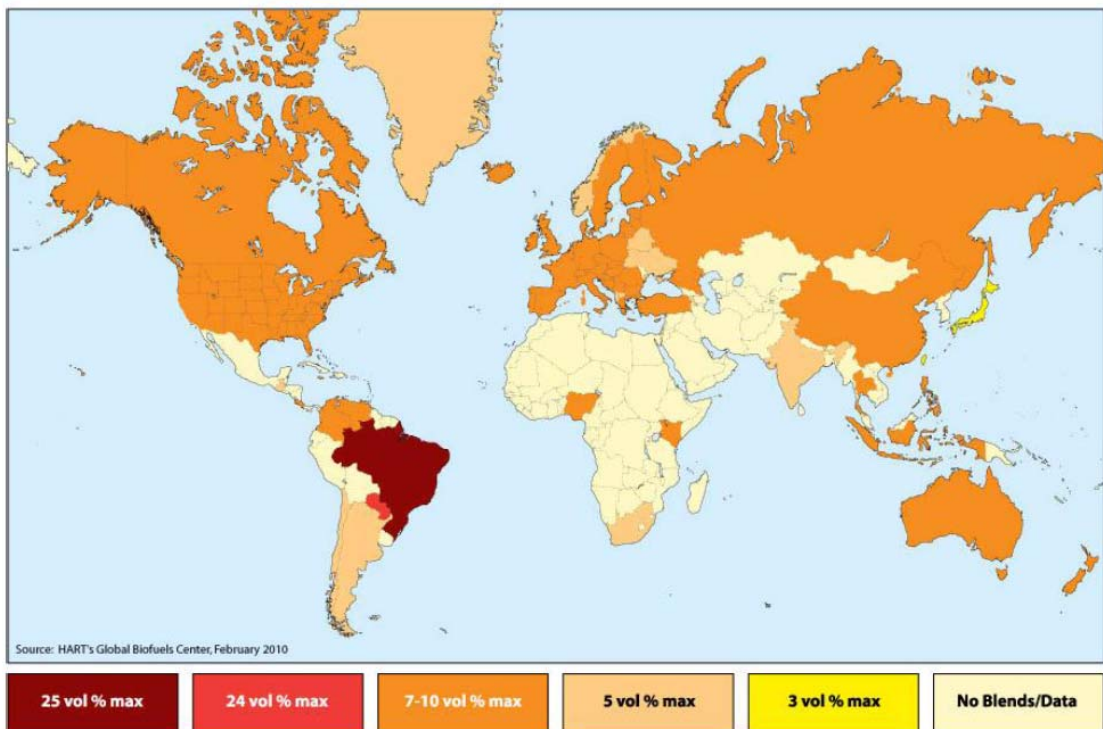 Source: HART's Global Biofuels Center, February 2010
25 vol % max
24 vol % max
7-10 vol % max
5 vol % max
3 vol % max
No Blends/Data